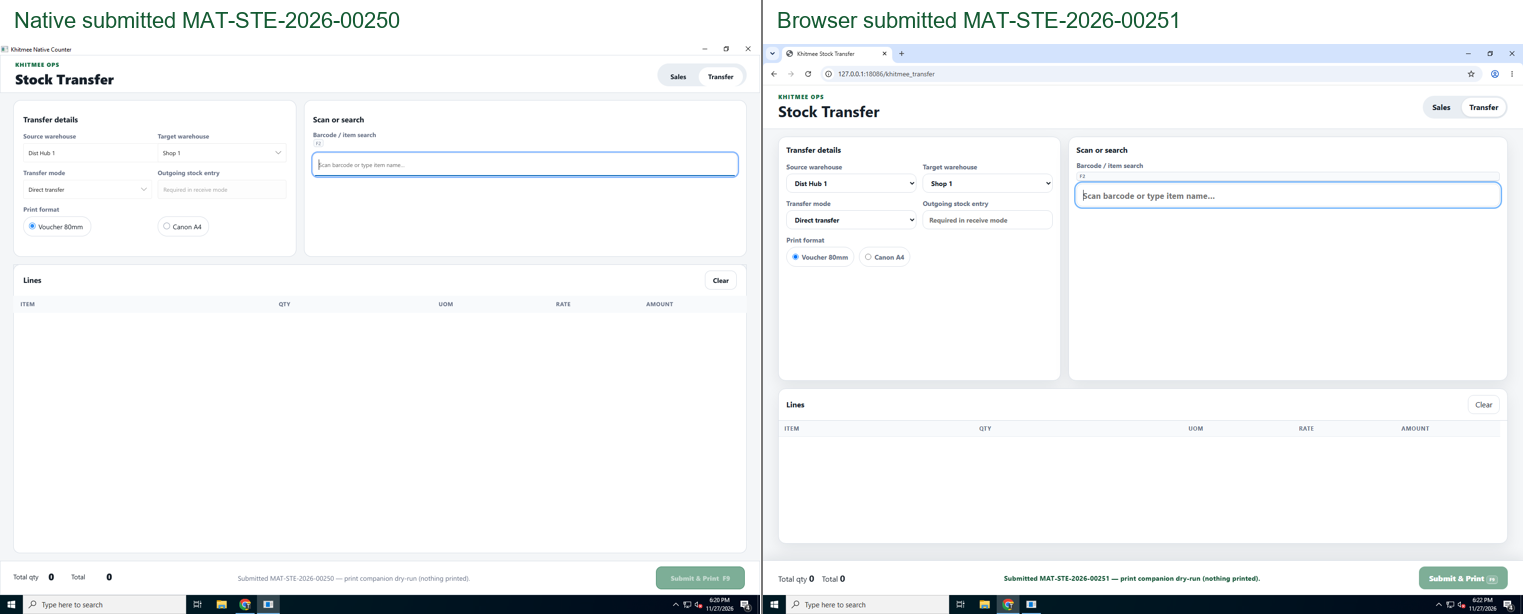 Native submitted MAT-STE-2026-00250
Khitmee Native Counter
KHITMEE OPS
Stock Transfer
Sales Transfer
Transfer details
Source warehouse Target warehouse
Dist Hub 1 Shop 1
Transfer mode Outgoing stock entry
Direct transfer Required in receive mode
Print format
Voucher 80mm Canon A4
Scan or search
Barcode / item search
F2
Scan barcode or type item name...
Lines
Clear
ITEM QTY UOM RATE AMOUNT
Total qty 0 Total 0
Submitted MAT-STE-2026-00250 — print companion dry-run (nothing printed).
Submit & Print F9
Type here to search
6:20 PM
11/27/2026
4
Browser submitted MAT-STE-2026-00251
Khitmee Stock Transfer
127.0.0.1:18086/khitmee_transfer
KHITMEE OPS
Stock Transfer
Sales Transfer
Transfer details
Source warehouse Target warehouse
Dist Hub 1 Shop 1
Transfer mode Outgoing stock entry
Direct transfer Required in receive mode
Print format
Voucher 80mm Canon A4
Scan or search
Barcode / item search
F2
Scan barcode or type item name...
Lines
Clear
ITEM QTY UOM RATE AMOUNT
Total qty 0 Total 0
Submitted MAT-STE-2026-00251 — print companion dry-run (nothing printed).
Submit & Print F9
Type here to search
6:22 PM
11/27/2026
4